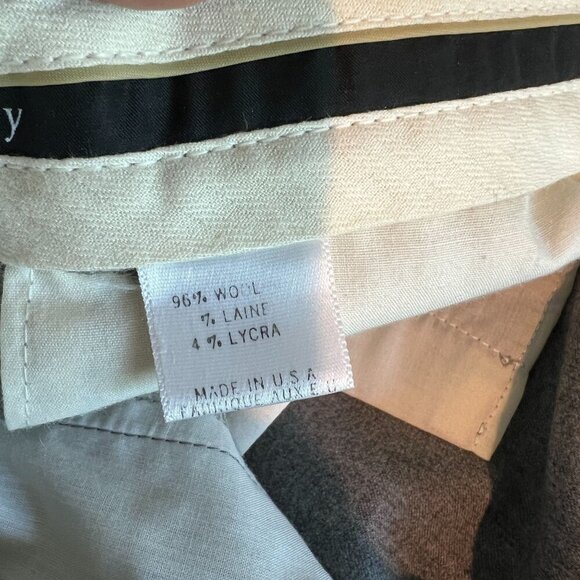 y
96% WOOL
% LAINE
4% LYCRA
MADE IN U.S.A
FABRIQUE AUX E.U.